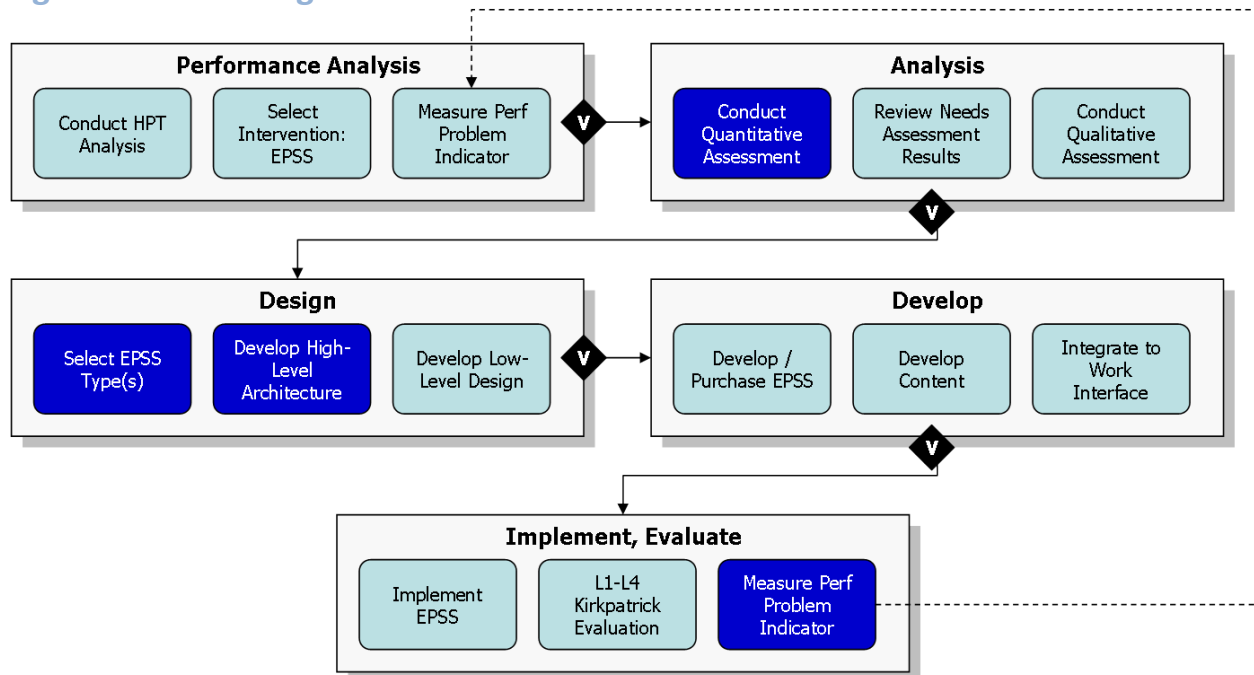 Performance Analysis
Conduct HPT
Analysis
Select
Intervention:
EPSS
Measure Perf
Problem
Indicator
V
Analysis
Conduct
Quantitative
Assessment
Review Needs
Assessment
Results
Conduct
Qualitative
Assessment
V
Design
Select EPSS
Type(s)
Develop High-
Level
Architecture
Develop Low-
Level Design
V
Develop
Develop /
Purchase EPSS
Develop
Content
Integrate to
Work
Interface
V
Implement, Evaluate
Implement
EPSS
L1-L4
Kirkpatrick
Evaluation
Measure Perf
Problem
Indicator